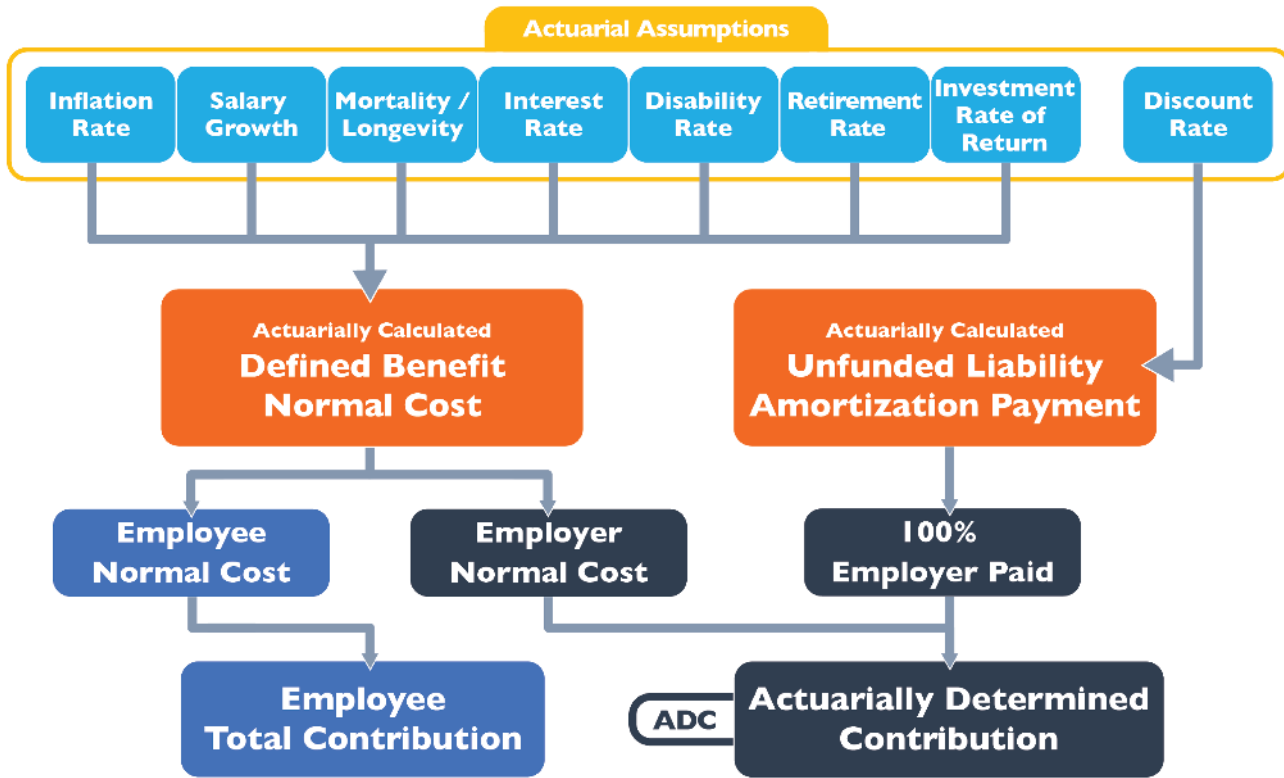 Actuarial Assumptions
Inflation
Rate
Salary
Growth
Mortality /
Longevity
Interest
Rate
Disability
Rate
Retirement
Rate
Investment
Rate of
Return
Discount
Rate
Actuarially Calculated
Defined Benefit
Normal Cost
Actuarially Calculated
Unfunded Liability
Amortization Payment
Employee
Normal Cost
Employer
Normal Cost
100%
Employer Paid
Employee
Total Contribution
ADC
Actuarially Determined
Contribution